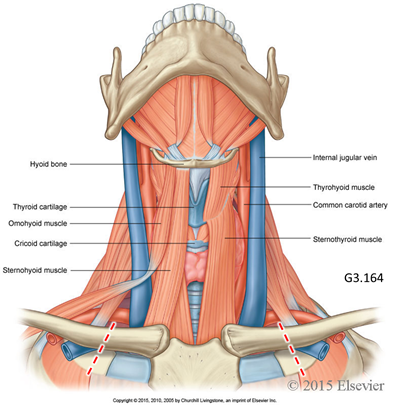 Hyoid bone
Internal jugular vein
Thyrohyoid muscle
Thyroid cartilage
Common carotid artery
Omohyoid muscle
Cricoid cartilage
Sternothyroid muscle
Sternohyoid muscle
G3.164
© 2015 Elsevier
Copyright © 2010, 2010, 2005 by Churchill Livingstone, an imprint of Elsevier Inc.